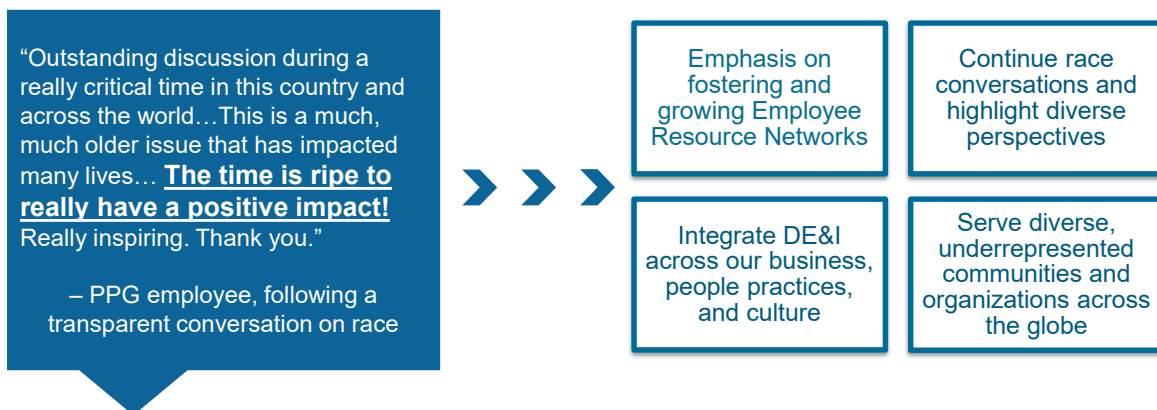 “Outstanding discussion during a
really critical time in this country and
across the world…This is a much,
much older issue that has impacted
many lives… The time is ripe to
really have a positive impact!
Really inspiring. Thank you.”
– PPG employee, following a
transparent conversation on race
Emphasis on
fostering and
growing Employee
Resource Networks
Continue race
conversations and
highlight diverse
perspectives
Integrate DE&I
across our business,
people practices,
and culture
Serve diverse,
underrepresented
communities and
organizations across
the globe